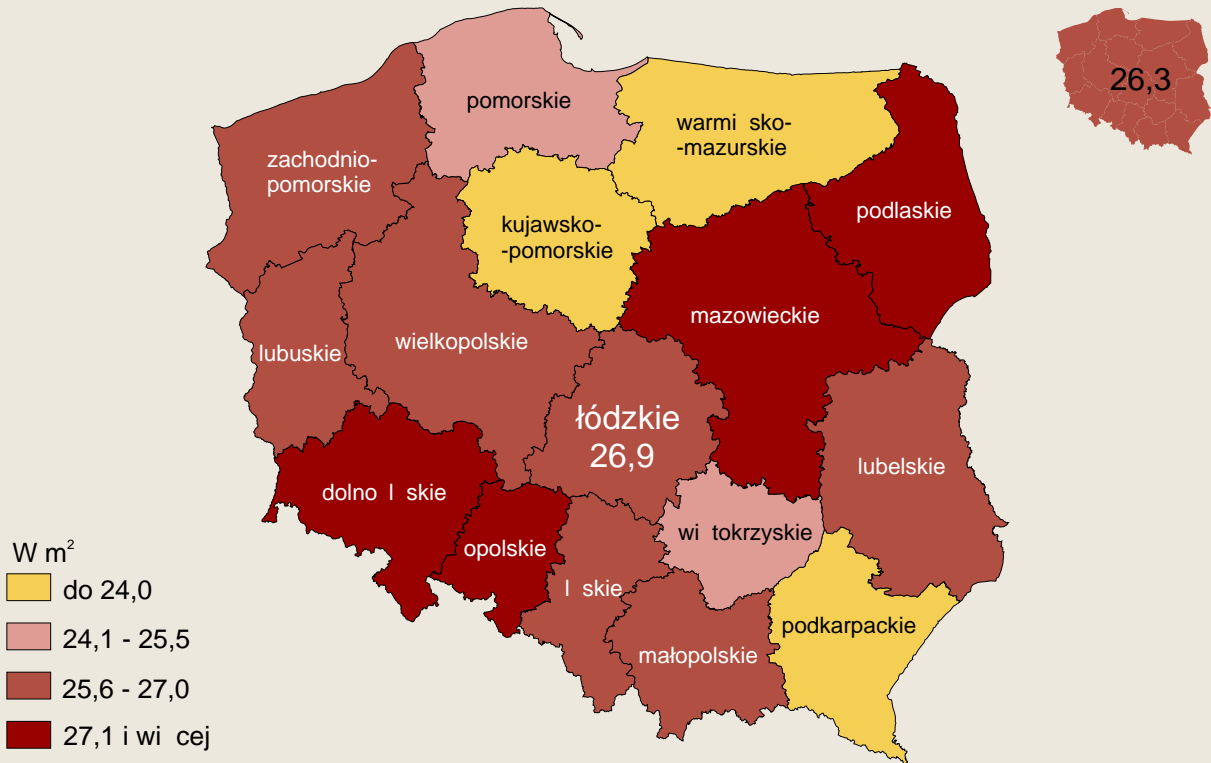 26,3
pomorskie
warmi sko-
-mazurskie
zachodnio-
pomorskie
podlaskie
kujawsko-
-pomorskie
mazowieckie
wielkopolskie
lubuskie
łódzkie
26,9
lubelskie
dolno l skie
wi tokrzyskie
opolskie
l skie
podkarpackie
małopolskie
W m²
do 24,0
24,1 - 25,5
25,6 - 27,0
27,1 i wi cej